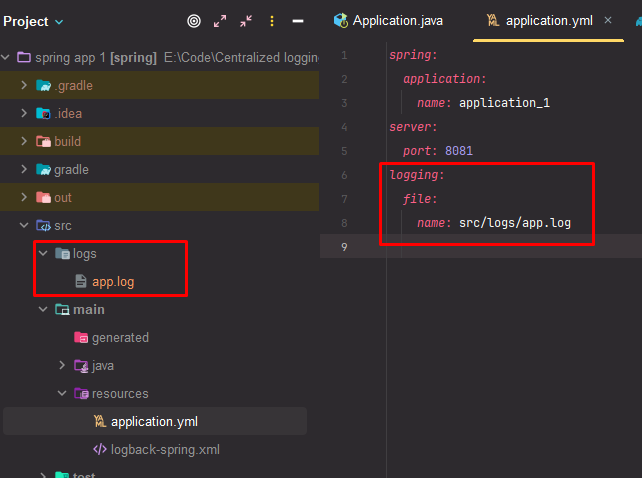 Project
spring app 1 [spring] E:\Code\Centralized logging
.gradle
.idea
build
gradle
out
src
logs
app.log
main
generated
java
resources
application.yml
logback-spring.xml
test
Application.java
application.yml
1 spring:
2 application:
3 name: application_1
4 server:
5 port: 8081
6 logging:
7 file:
8 name: src/logs/app.log
9